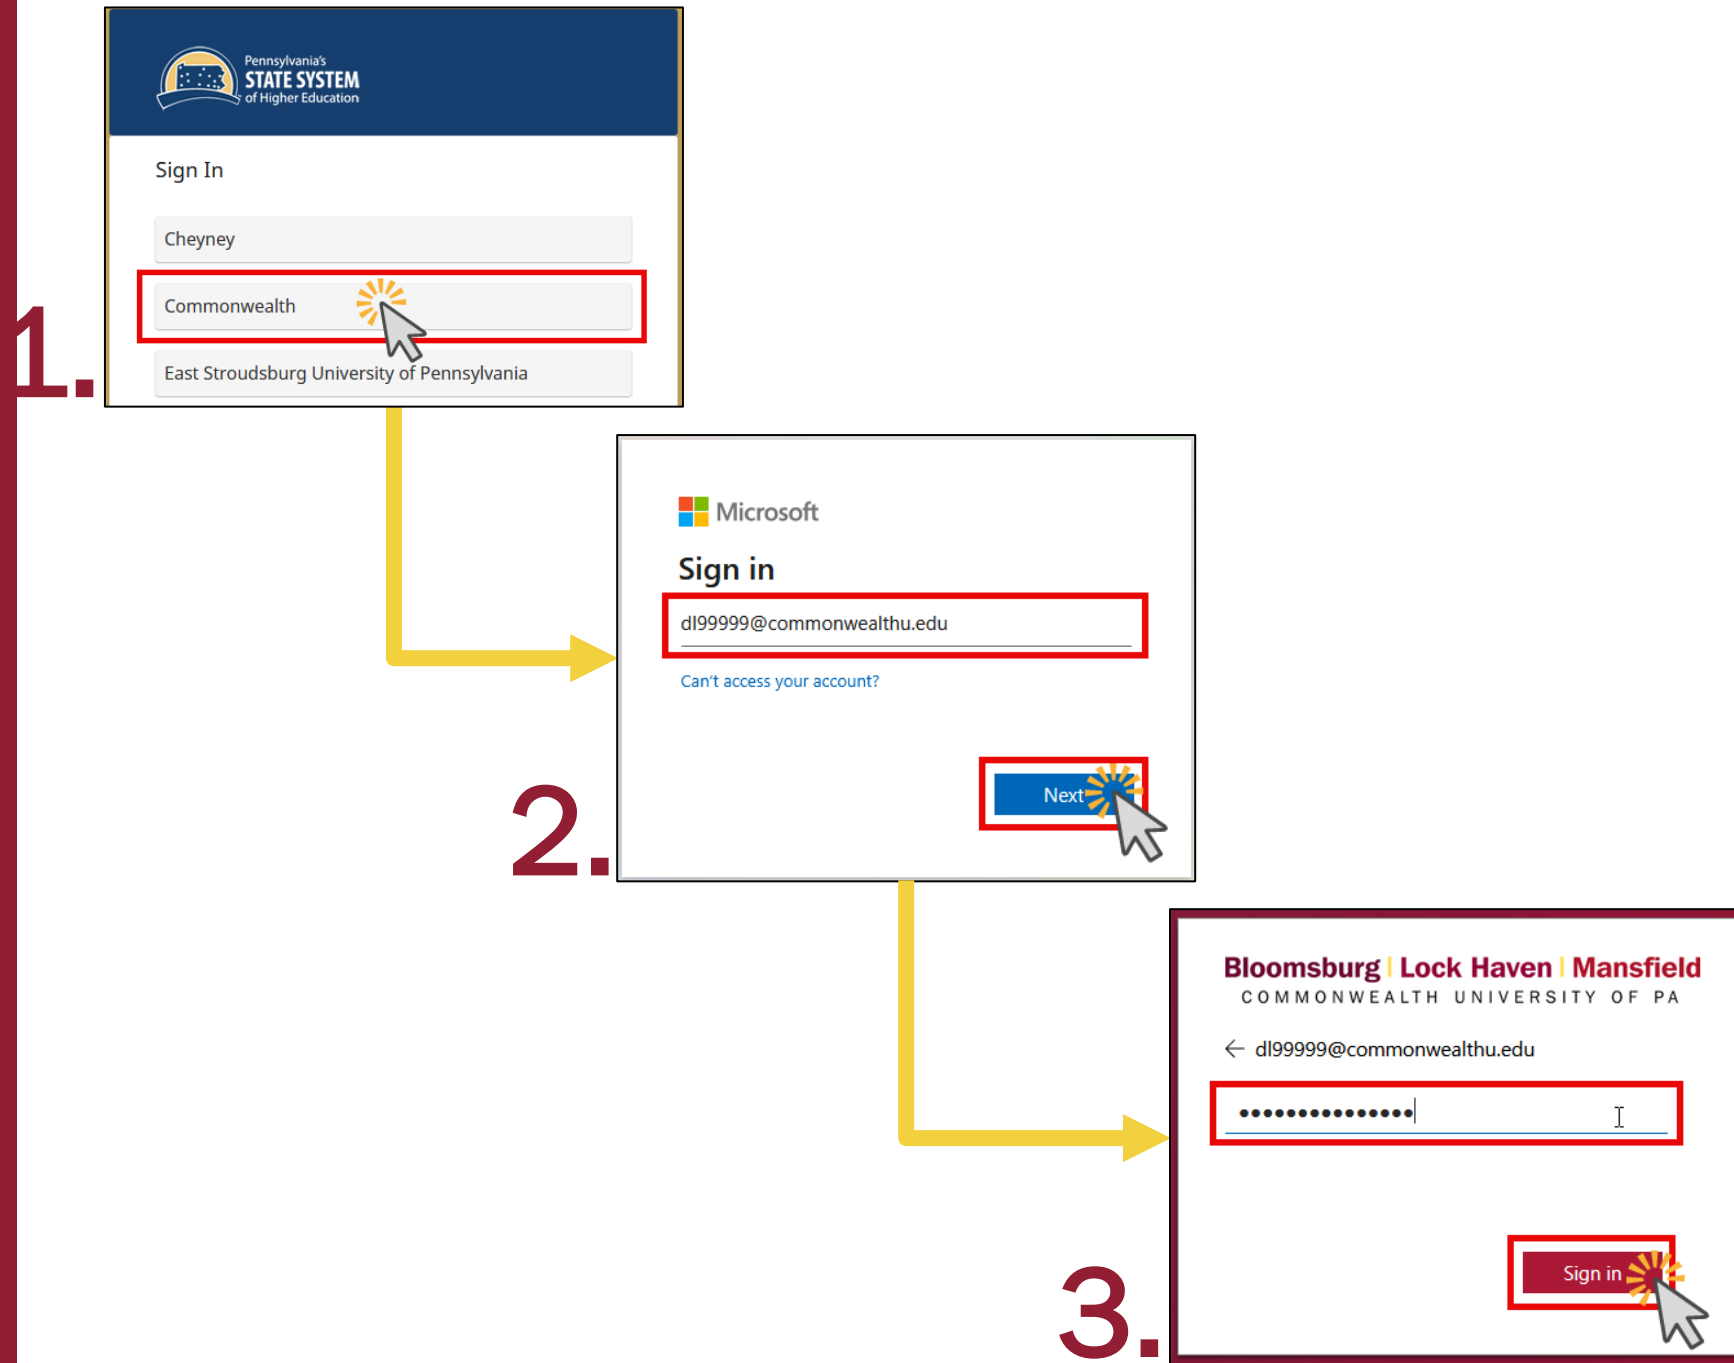 Pennsylvania's
STATE SYSTEM
of Higher Education
Sign In
Cheyney
Commonwealth
East Stroudsburg University of Pennsylvania
1.
Microsoft
Sign in
dl99999@commonwealthu.edu
Can't access your account?
Next
2.
Bloomsburg | Lock Haven | Mansfield
COMMONWEALTH UNIVERSITY OF PA
← dl99999@commonwealthu.edu
•••••••••••••••
Sign in
3.